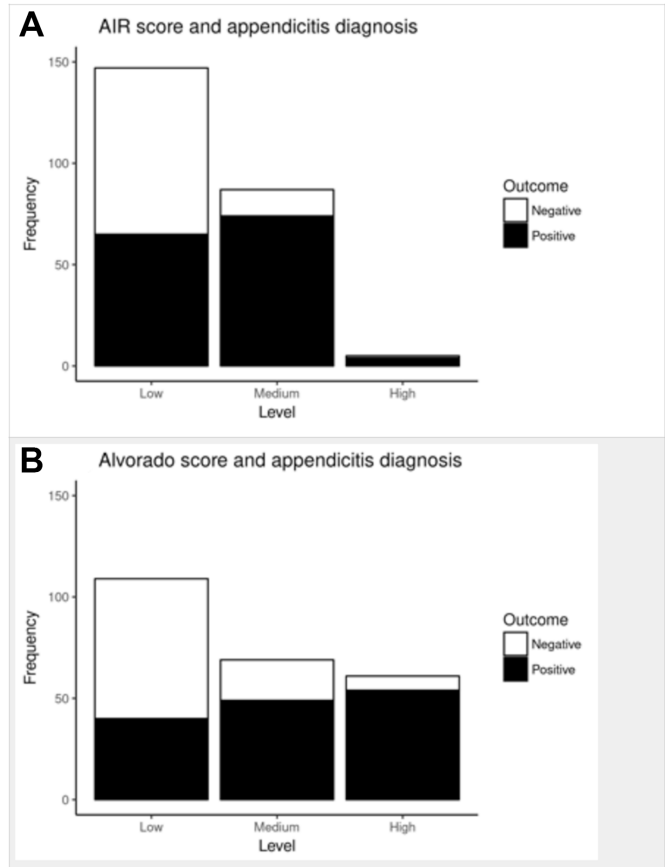 A
AIR score and appendicitis diagnosis
150
100
50
0
Frequency
Low Medium High
Level
Outcome
Negative
Positive
B
Alvorado score and appendicitis diagnosis
150
100
50
0
Frequency
Low Medium High
Level
Outcome
Negative
Positive